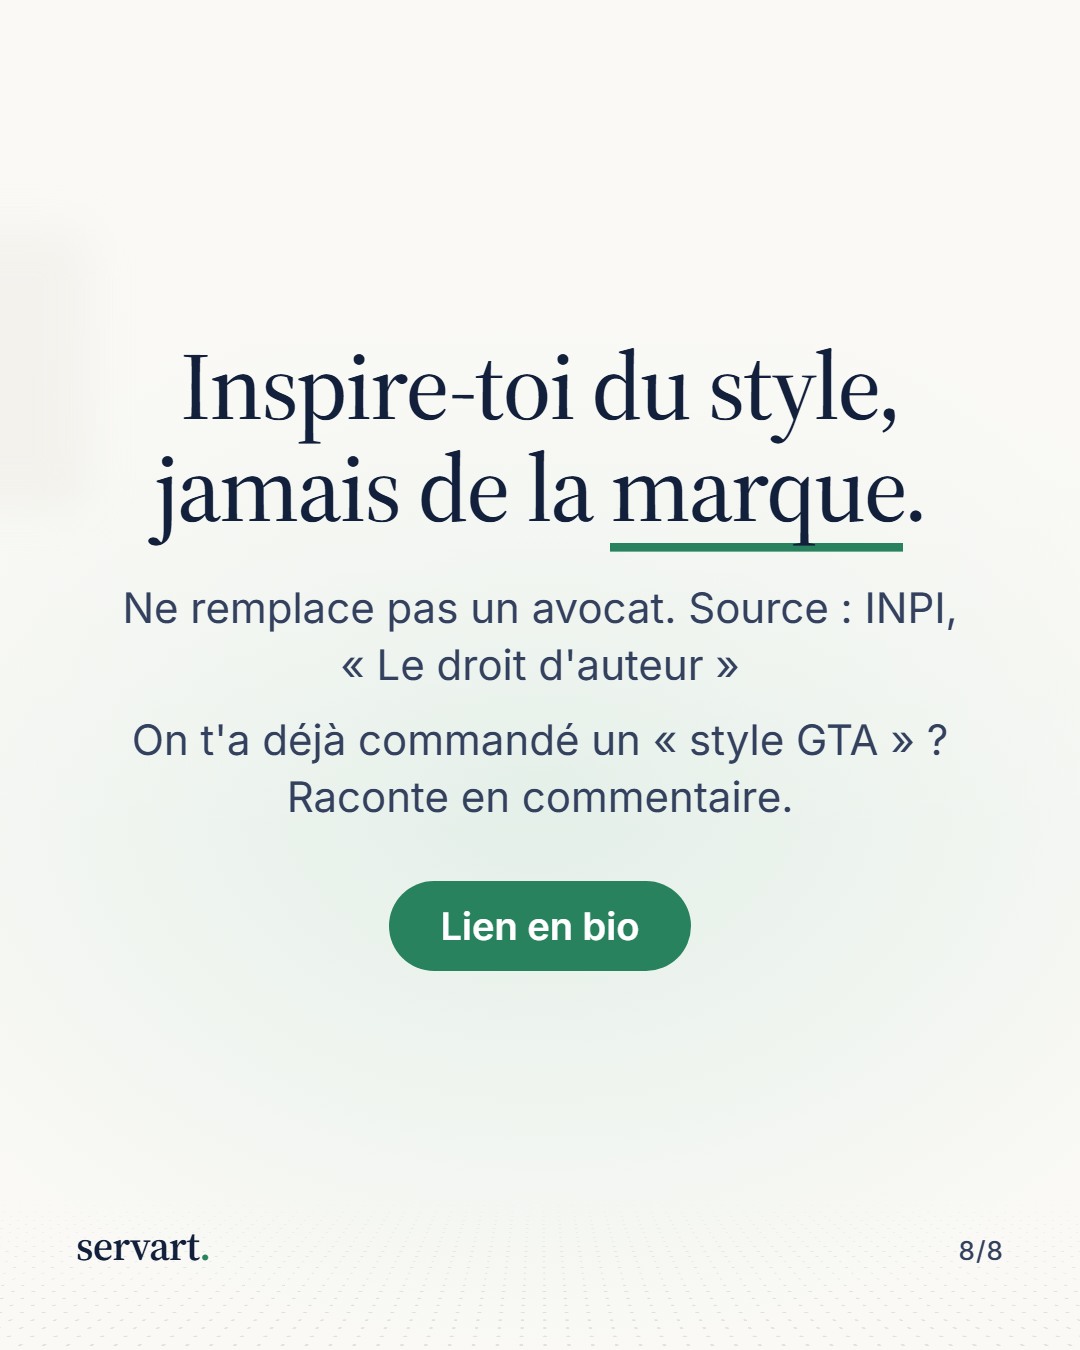 Inspire-toi du style,
jamais de la marque.
Ne remplace pas un avocat. Source : INPI,
« Le droit d'auteur »
On t'a déjà commandé un « style GTA » ?
Raconte en commentaire.
Lien en bio
servart.
8/8